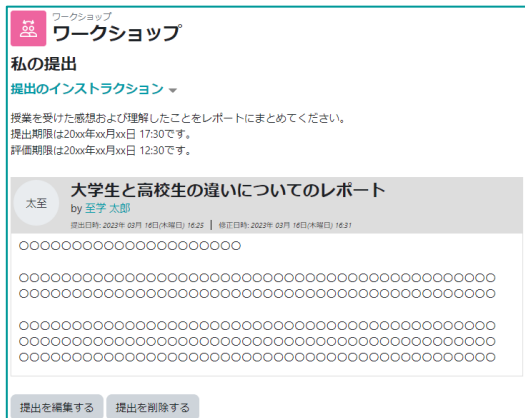 ワークショップ
ワークショップ
私の提出
提出のインストラクション
授業を受けた感想および理解したことをレポートにまとめてください。
提出期限は20xx年xx月xx日 17:30です。
評価期限は20xx年xx月xx日 12:30です。
太至
大学生と高校生の違いについてのレポート
by 至学 太郎
提出日時: 2023年 03月 16日(木曜日) 16:25 | 修正日時: 2023年 03月 16日(木曜日) 16:31
〇〇〇〇〇〇〇〇〇〇〇〇〇〇〇〇〇〇〇〇〇
〇〇〇〇〇〇〇〇〇〇〇〇〇〇〇〇〇〇〇〇〇〇〇〇〇〇〇〇〇〇〇〇〇〇〇〇〇〇〇〇〇〇〇〇〇
〇〇〇〇〇〇〇〇〇〇〇〇〇〇〇〇〇〇〇〇〇〇〇〇〇〇〇〇〇〇〇〇〇〇〇〇〇〇〇〇〇〇〇〇〇
〇〇〇〇〇〇〇〇〇〇〇〇〇〇〇〇〇〇〇〇〇〇〇〇〇〇〇〇〇〇〇〇〇〇〇〇〇〇〇〇〇〇〇〇〇
〇〇〇〇〇〇〇〇〇〇〇〇〇〇〇〇〇〇〇〇〇〇〇〇〇〇〇〇〇〇〇〇〇〇〇〇〇〇〇〇〇〇〇〇〇
〇〇〇〇〇〇〇〇〇〇〇〇〇〇〇〇〇〇〇〇〇〇〇〇〇〇〇〇〇〇〇〇〇〇〇〇〇〇〇〇〇〇〇〇〇
提出を編集する 提出を削除する